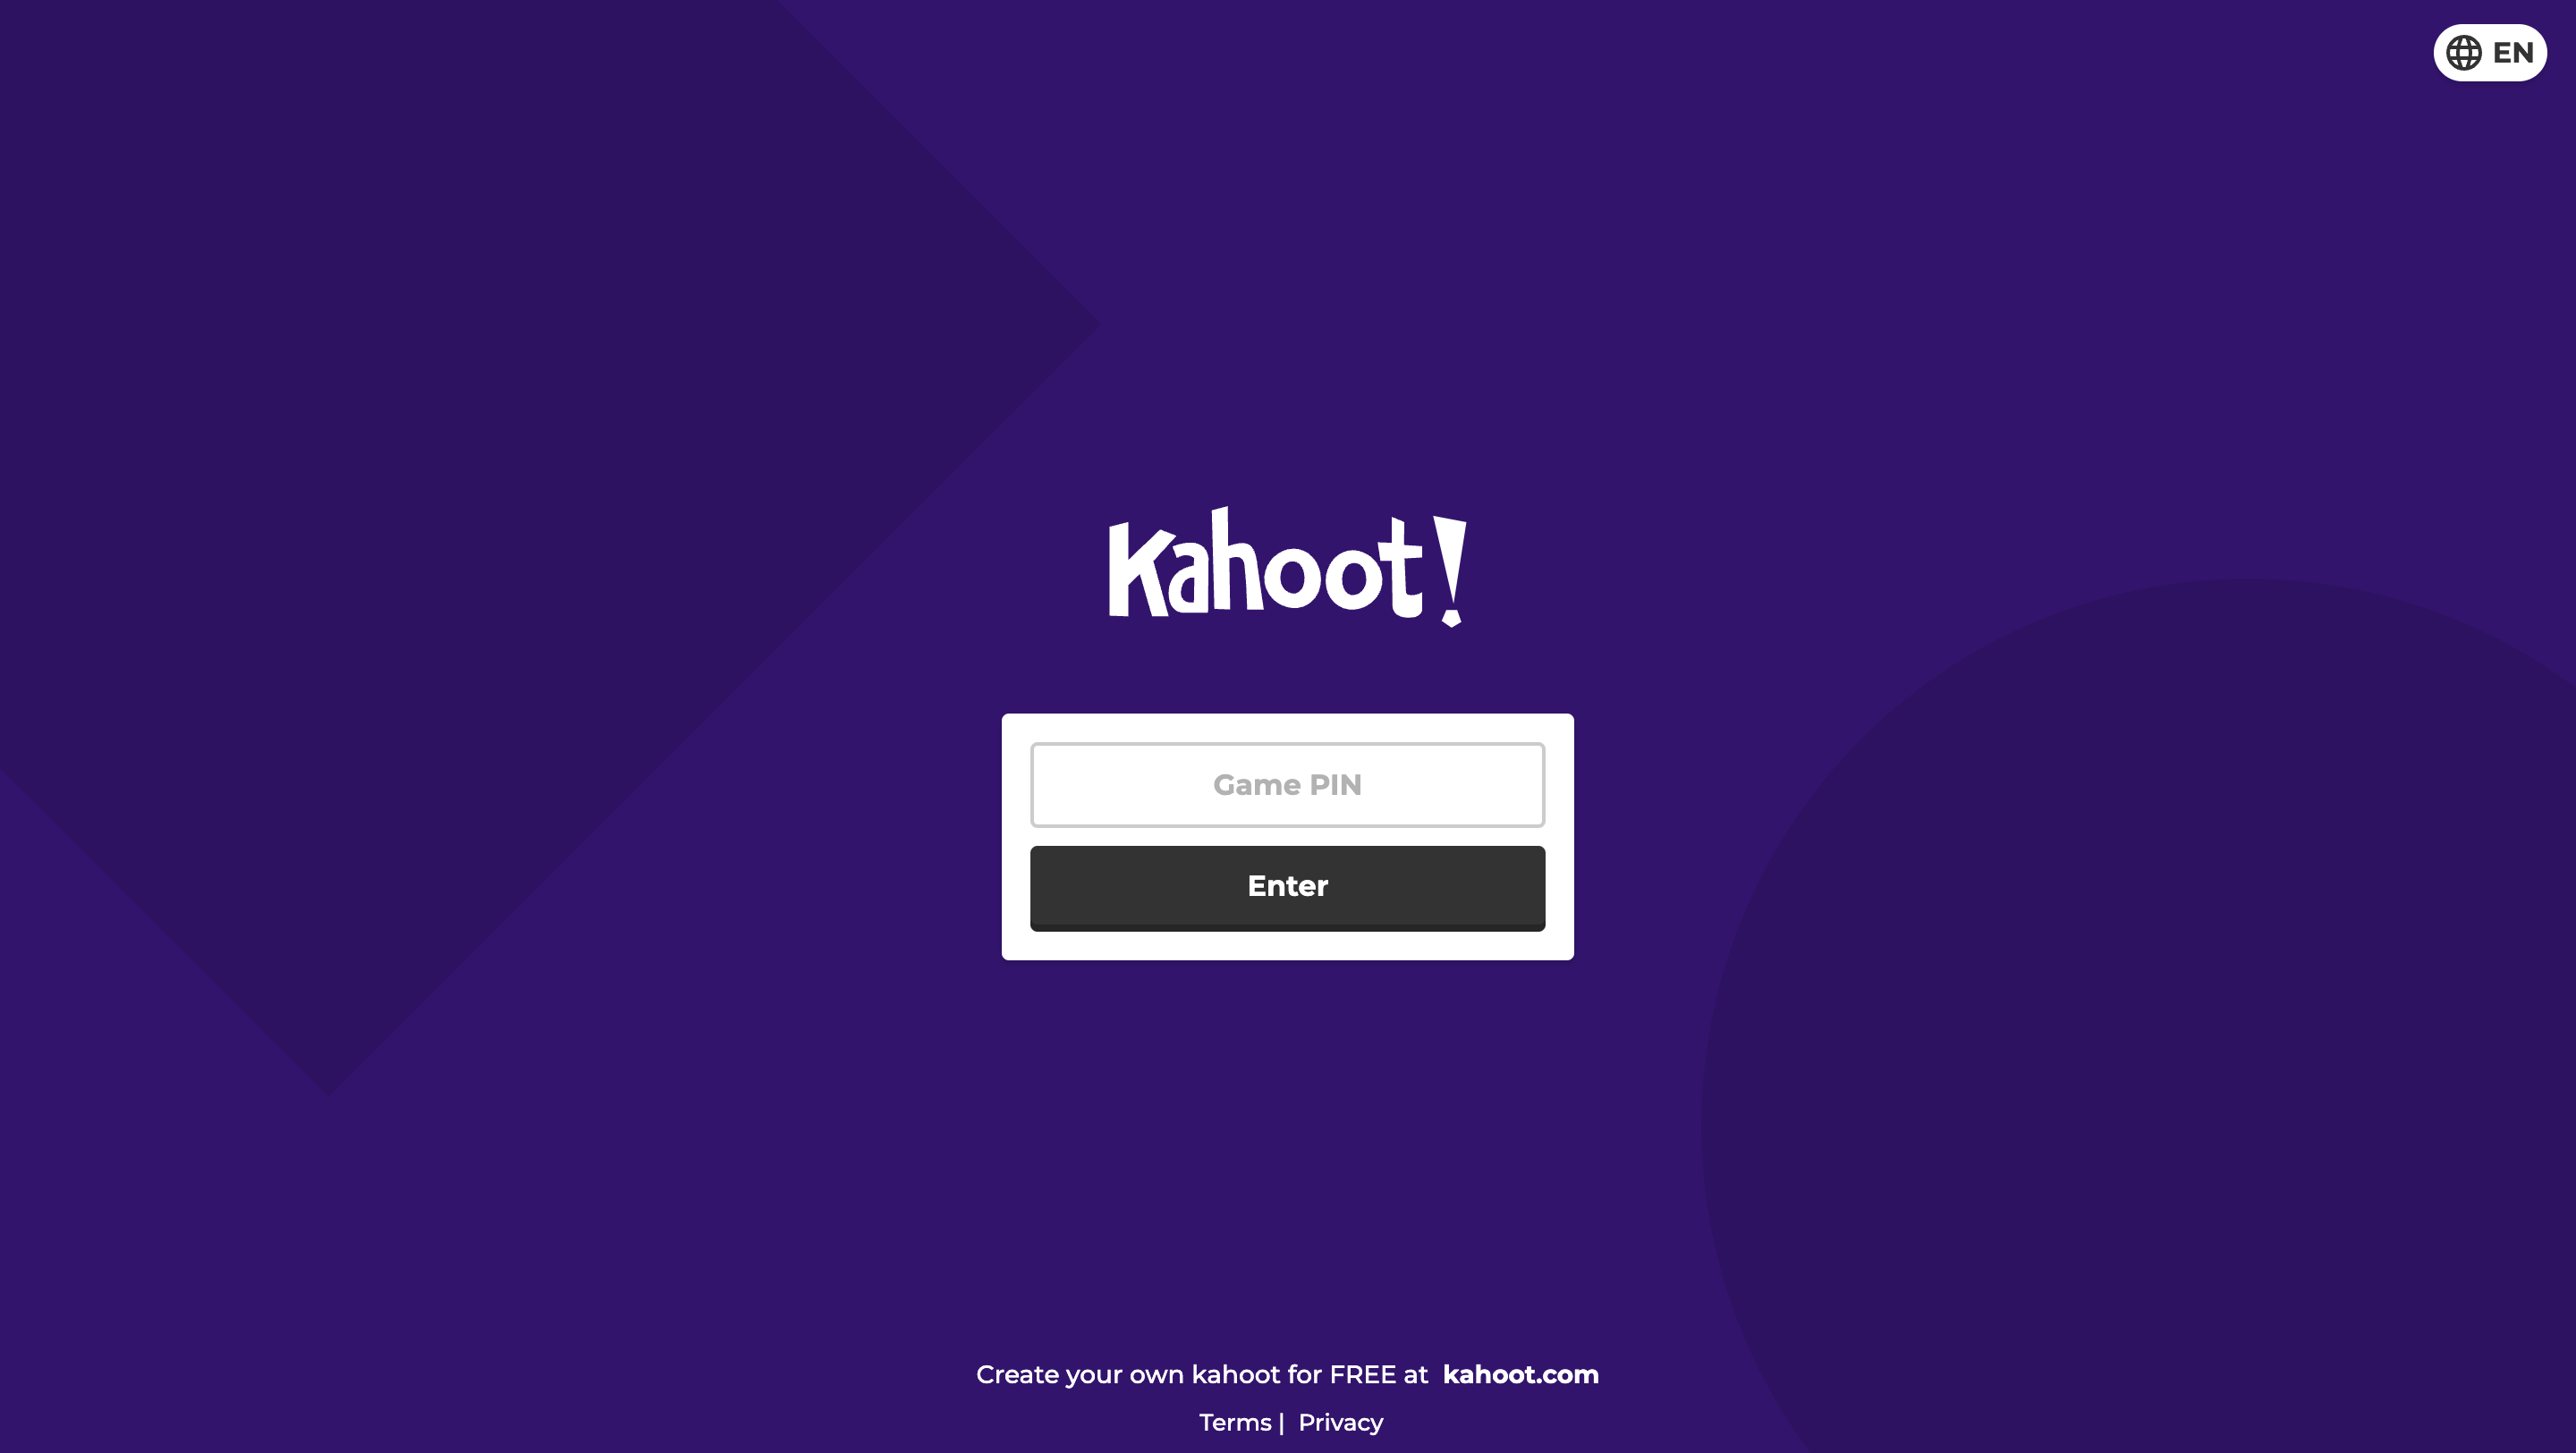 EN
Kahoot!
Game PIN
Enter
Create your own kahoot for FREE at kahoot.com
Terms | Privacy